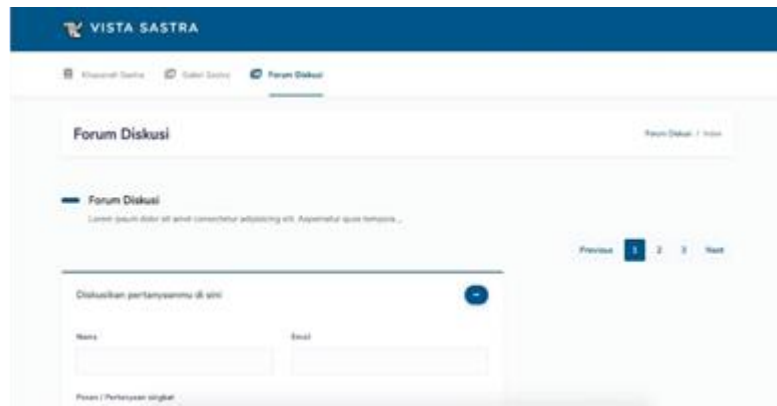 VISTA SASTRA
Khazanah Sastra Galeri Sastra Forum Diskusi
Forum Diskusi
Forum Diskusi / Index
Forum Diskusi
Lorem ipsum dolor sit amet consectetur adipisicing elit. Aspernatur quas tempora...
Previous 1 2 3 Next
Diskusikan pertanyaanmu di sini
Nama Email
Pesan / Pertanyaan singkat